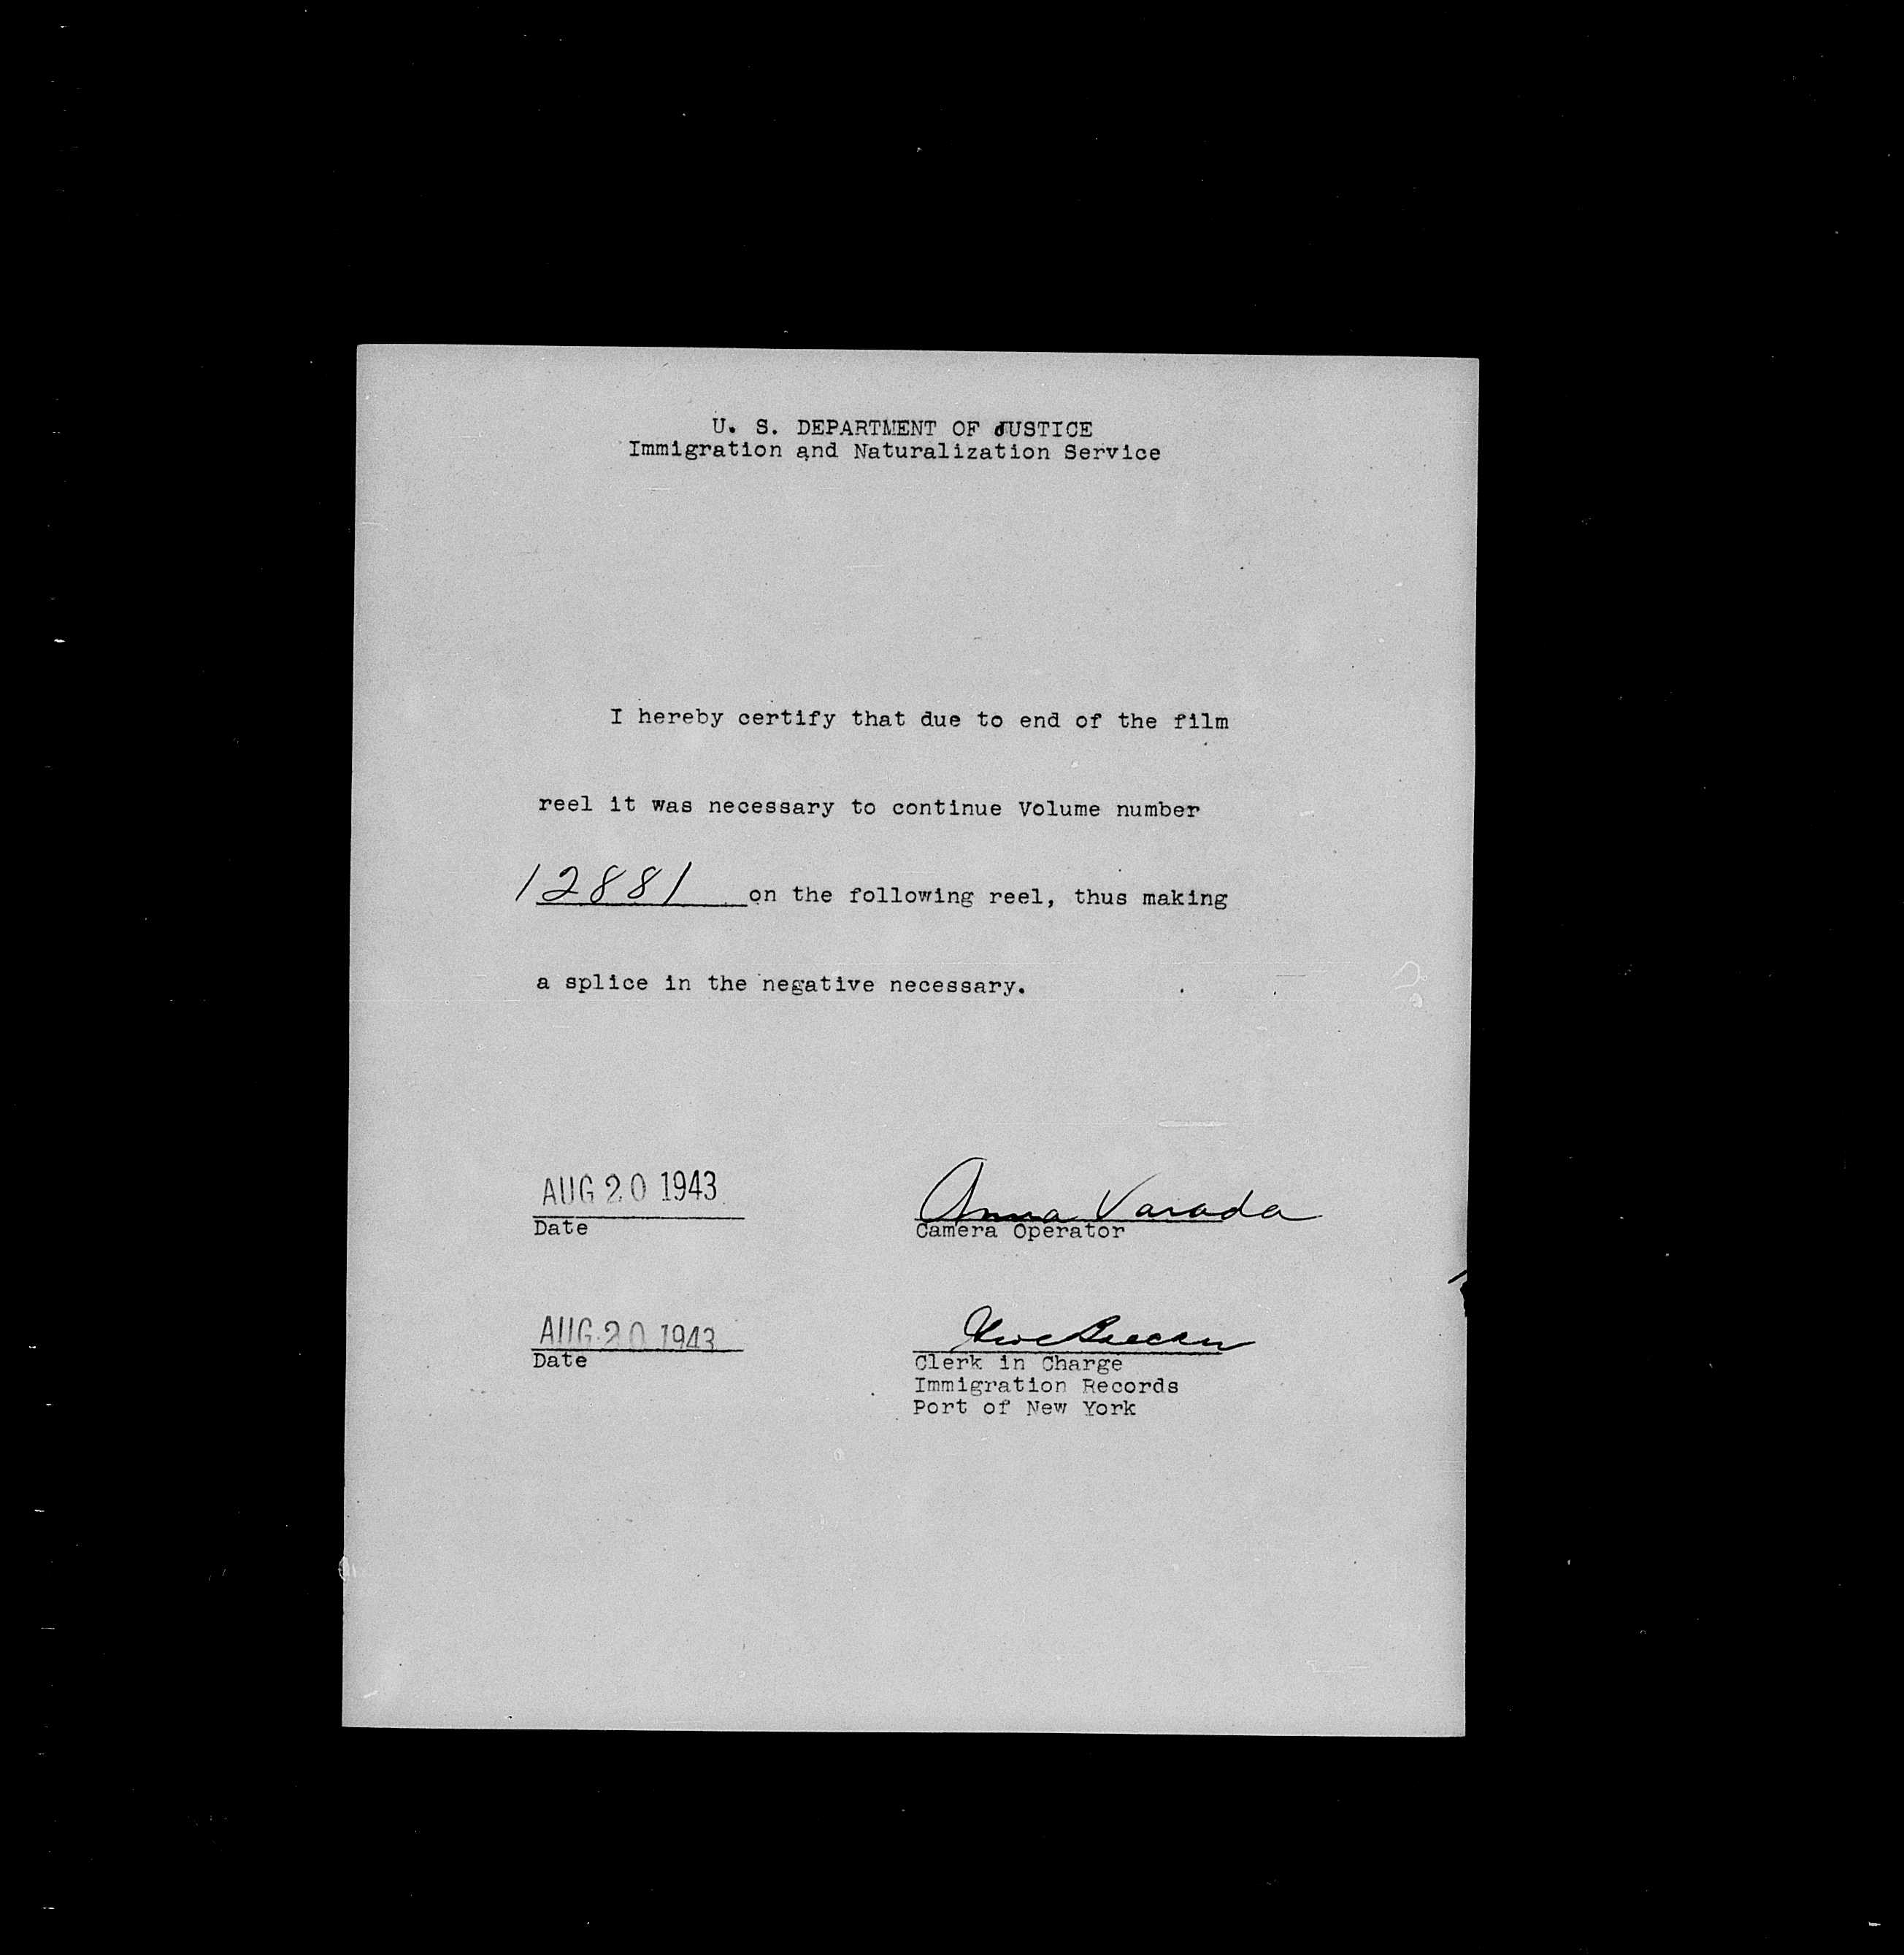 U. S. DEPARTMENT OF JUSTICE
Immigration and Naturalization Service
I hereby certify that due to end of the film
reel it was necessary to continue Volume number
12881 on the following reel, thus making
a splice in the negative necessary.
AUG 20 1943
Date
Anna Varada
Camera Operator
AUG 20 1943
Date
Clerk in Charge
Immigration Records
Port of New York